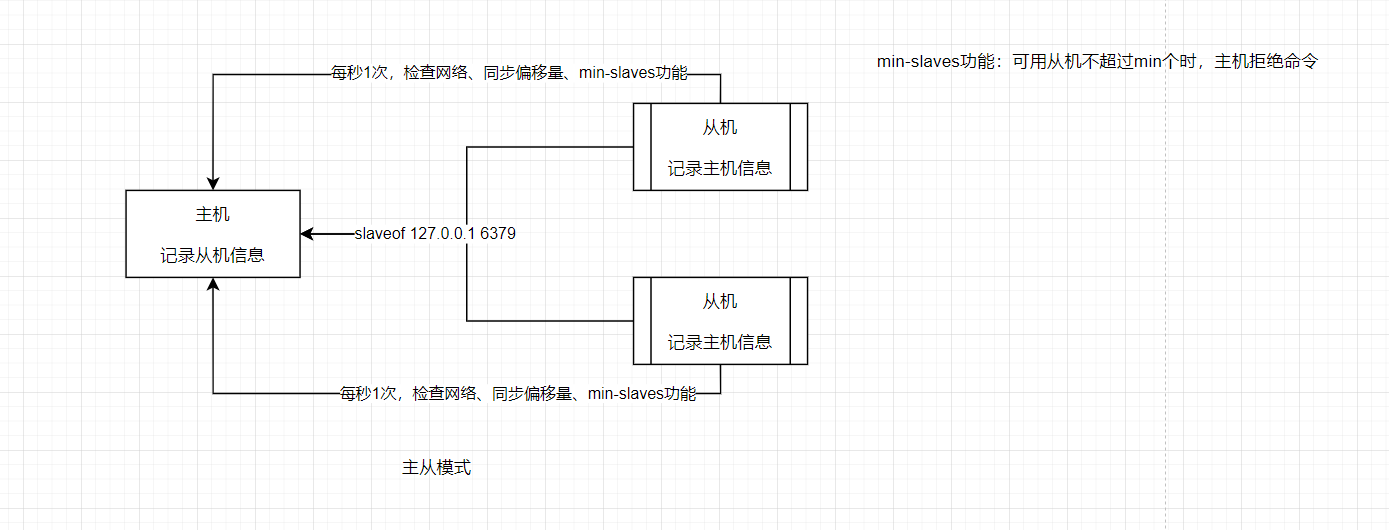 min-slaves功能：可用从机不超过min个时，主机拒绝命令
每秒1次，检查网络、同步偏移量、min-slaves功能
从机
记录主机信息
主机
记录从机信息
slaveof 127.0.0.1 6379
从机
记录主机信息
每秒1次，检查网络、同步偏移量、min-slaves功能
主从模式